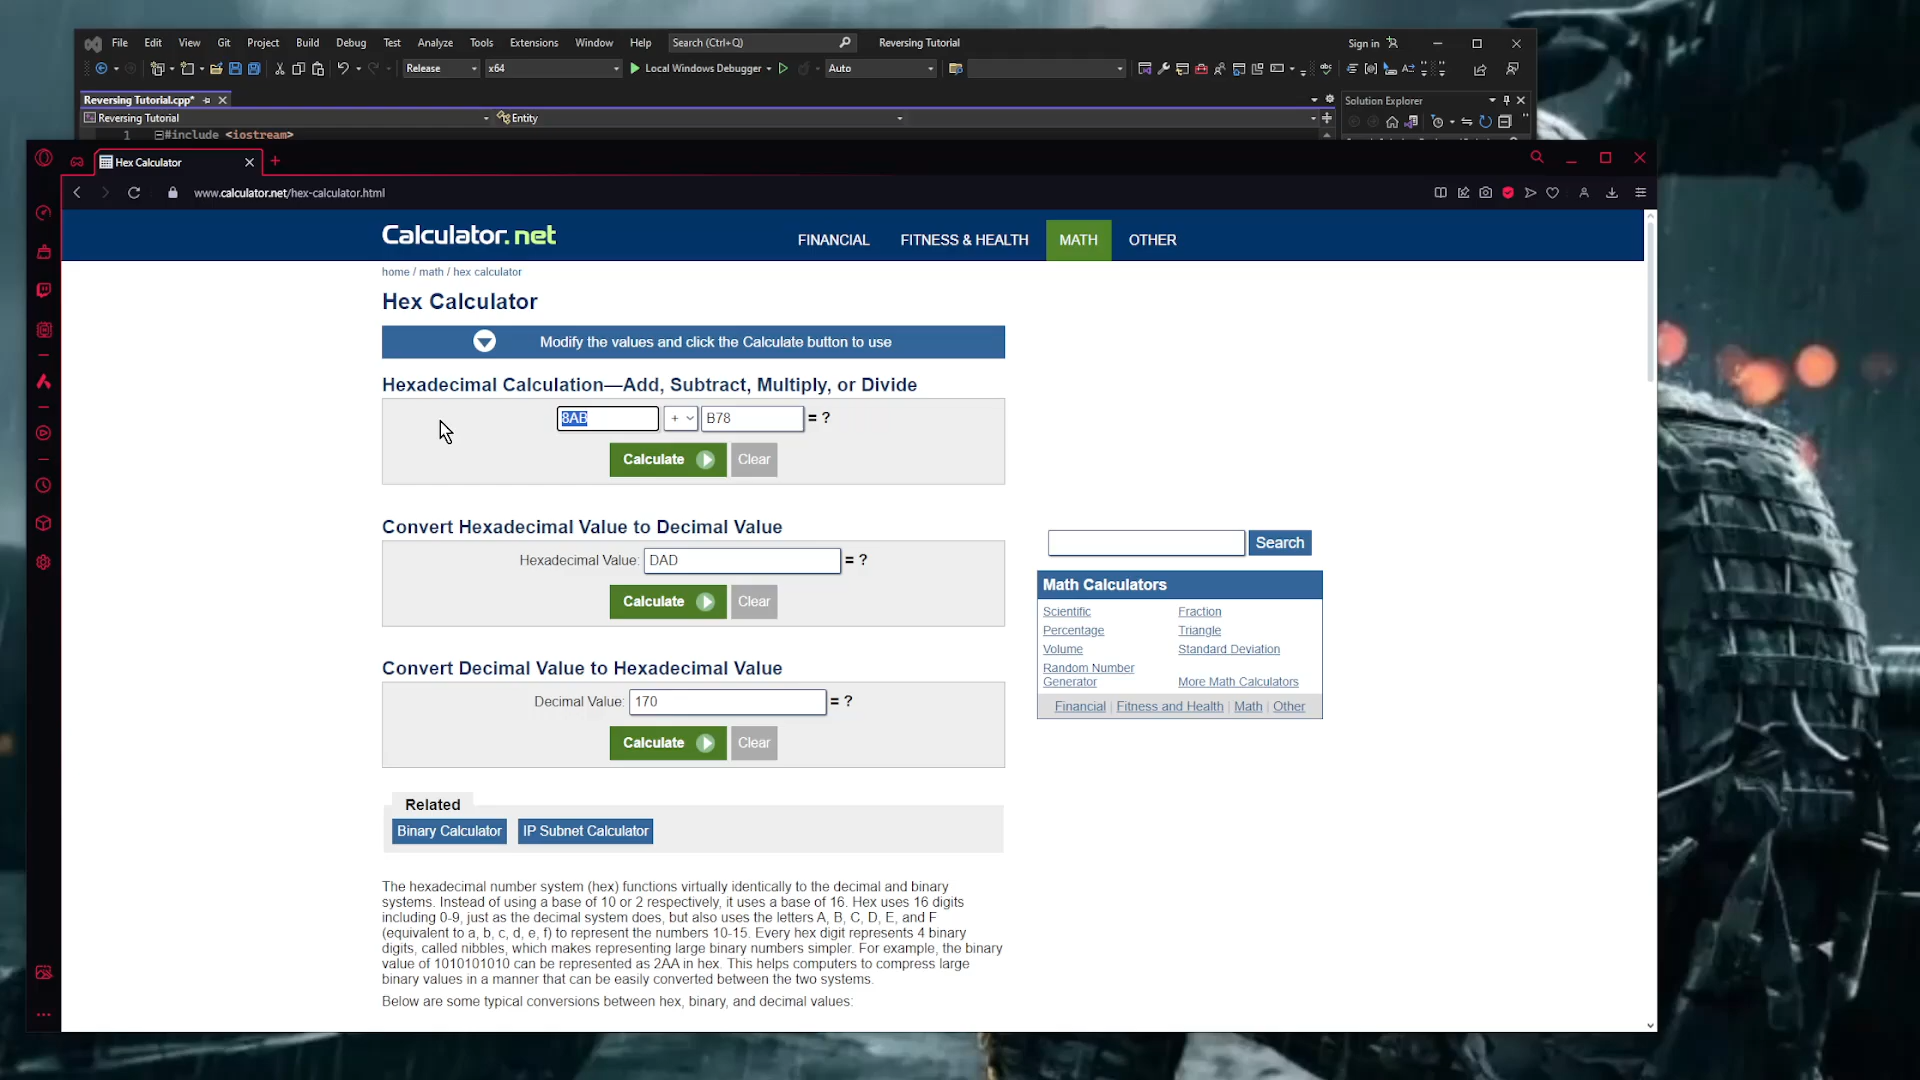 File Edit View Git Project Build Debug Test Analyze Tools Extensions Window Help Search (Ctrl+Q) Reversing Tutorial Sign in
Release x64 Local Windows Debugger Auto
Reversing Tutorial.cpp*
Solution Explorer
Reversing Tutorial Entity
1 #include <iostream>
Hex Calculator
www.calculator.net/hex-calculator.html
Calculator.net
FINANCIAL FITNESS & HEALTH MATH OTHER
home / math / hex calculator
Hex Calculator
Modify the values and click the Calculate button to use
Hexadecimal Calculation—Add, Subtract, Multiply, or Divide
8AB + B78 = ?
Calculate Clear
Convert Hexadecimal Value to Decimal Value
Hexadecimal Value: DAD = ?
Calculate Clear
Convert Decimal Value to Hexadecimal Value
Decimal Value: 170 = ?
Calculate Clear
Related
Binary Calculator IP Subnet Calculator
The hexadecimal number system (hex) functions virtually identically to the decimal and binary
systems. Instead of using a base of 10 or 2 respectively, it uses a base of 16. Hex uses 16 digits
including 0-9, just as the decimal system does, but also uses the letters A, B, C, D, E, and F
(equivalent to a, b, c, d, e, f) to represent the numbers 10-15. Every hex digit represents 4 binary
digits, called nibbles, which makes representing large binary numbers simpler. For example, the binary
value of 1010101010 can be represented as 2AA in hex. This helps computers to compress large
binary values in a manner that can be easily converted between the two systems.
Below are some typical conversions between hex, binary, and decimal values:
Search
Math Calculators
Scientific Fraction
Percentage Triangle
Volume Standard Deviation
Random Number
Generator More Math Calculators
Financial | Fitness and Health | Math | Other